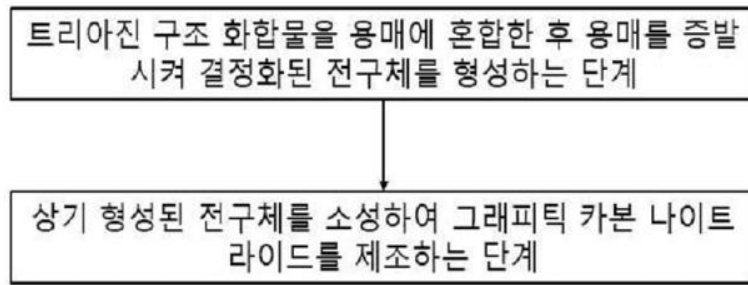 트리아진 구조 화합물을 용매에 혼합한 후 용매를 증발
시켜 결정화된 전구체를 형성하는 단계
상기 형성된 전구체를 소성하여 그래피틱 카본 나이트
라이드를 제조하는 단계